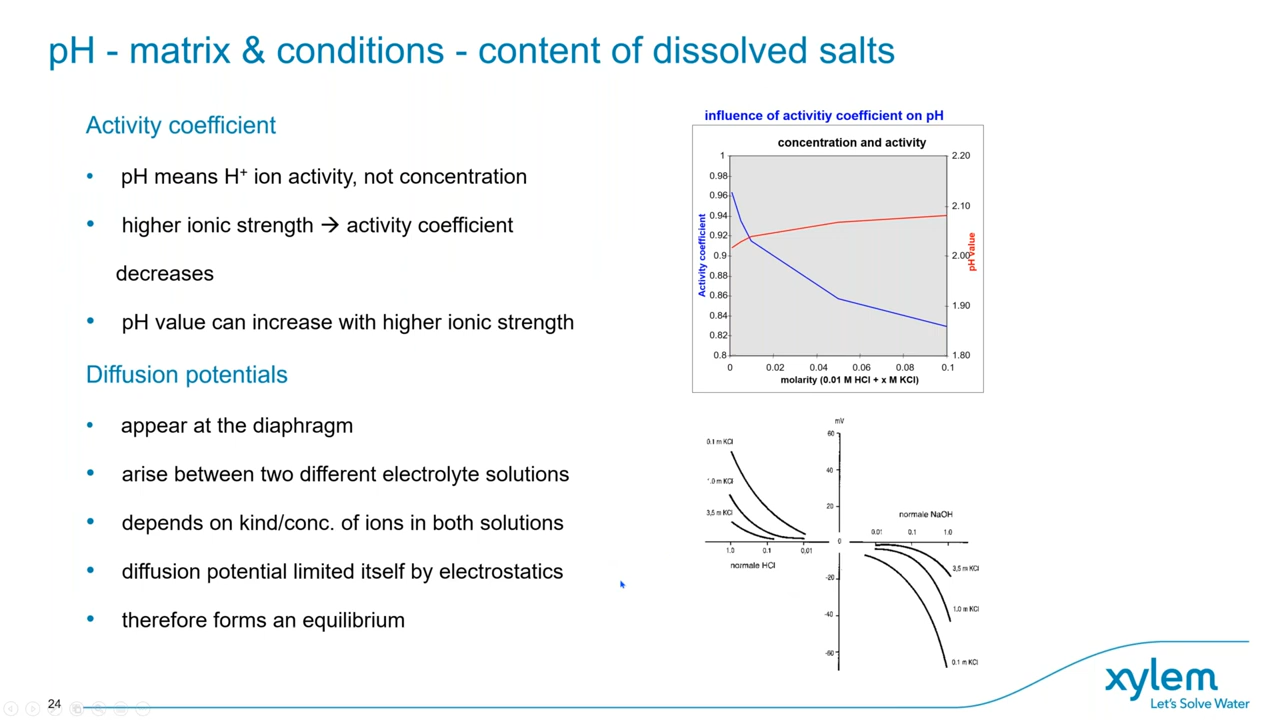 pH - matrix & conditions - content of dissolved salts
Activity coefficient
• pH means H⁺ ion activity, not concentration
• higher ionic strength → activity coefficient
decreases
• pH value can increase with higher ionic strength
Diffusion potentials
• appear at the diaphragm
• arise between two different electrolyte solutions
• depends on kind/conc. of ions in both solutions
• diffusion potential limited itself by electrostatics
• therefore forms an equilibrium
influence of activitiy coefficient on pH
concentration and activity
1
0.98
0.96
0.94
0.92
0.9
0.88
0.86
0.84
0.82
0.8
Activity coefficient
2.20
2.10
2.00
1.90
1.80
pH value
0 0.02 0.04 0.06 0.08 0.1
molarity (0.01 M HCl + x M KCl)
mV
60
40
20
0
-20
-40
-60
0.1 m KCl
1.0 m KCl
3,5 m KCl
1.0 0.1 0,01
normale HCl
normale NaOH
0.01 0.1 1.0
3,5 m KCl
1.0 m KCl
0.1 m KCl
24
xylem
Let's Solve Water